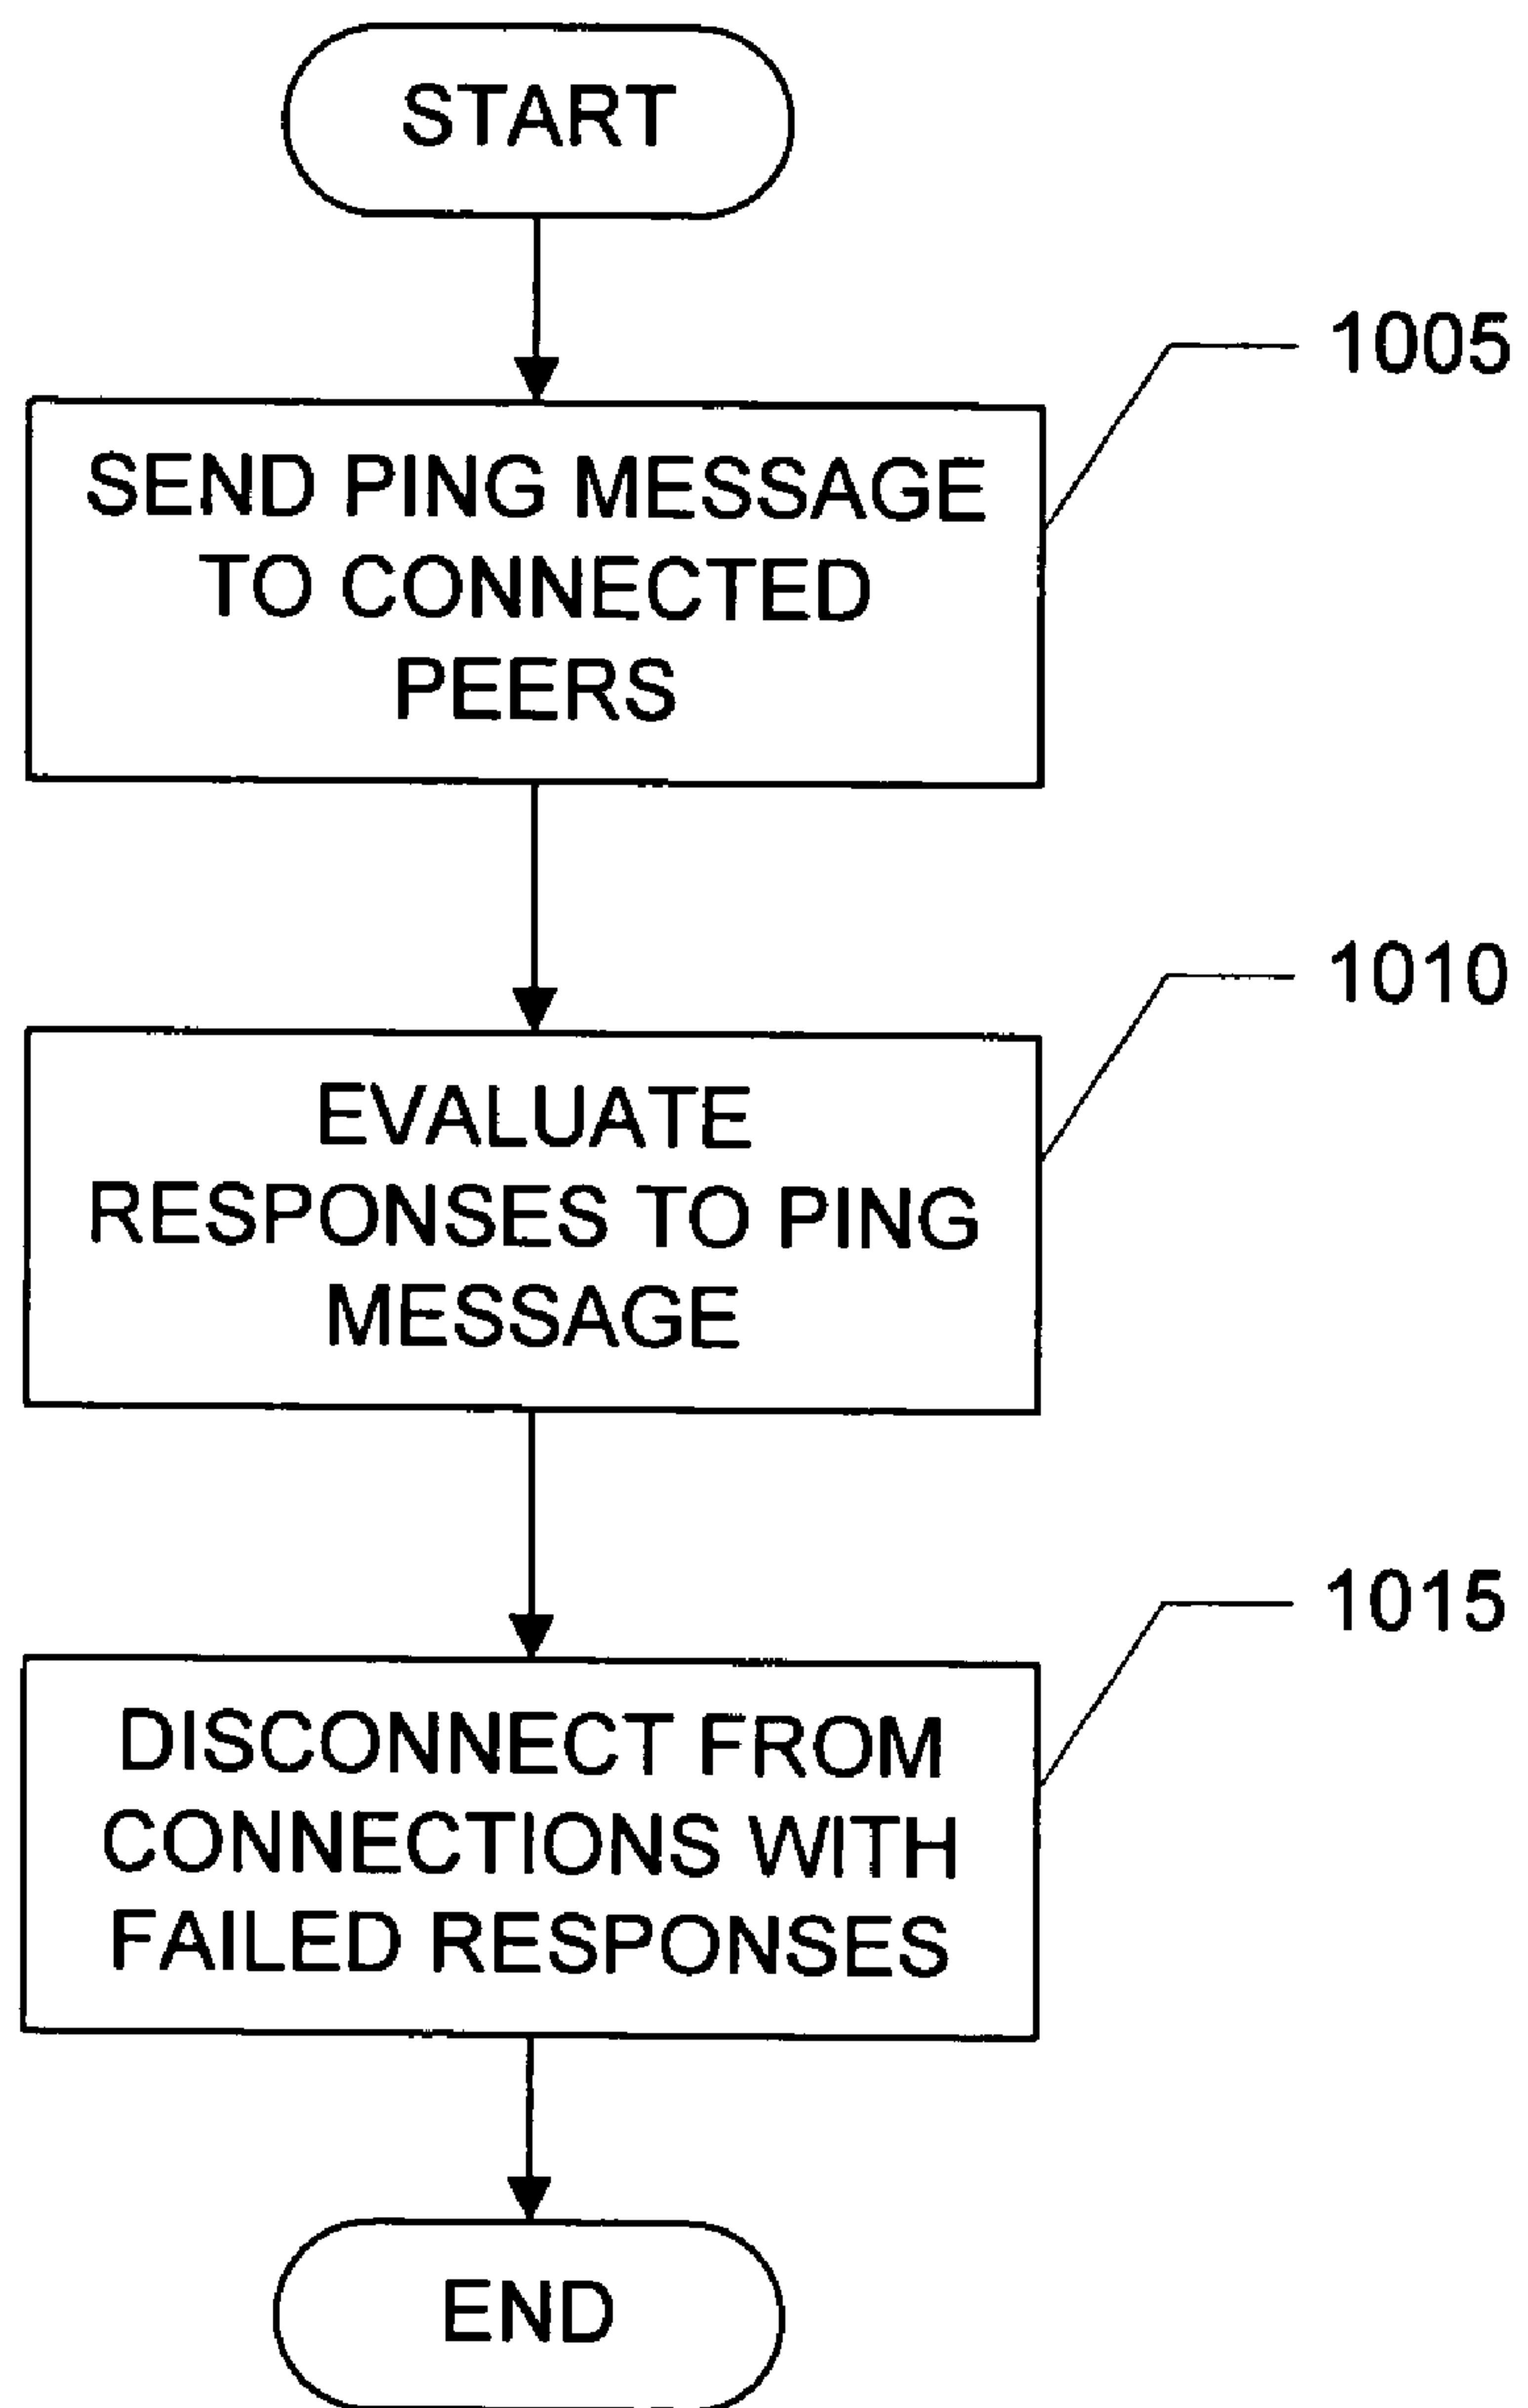 START
1005
SEND PING MESSAGE
TO CONNECTED
PEERS
1010
EVALUATE
RESPONSES TO PING
MESSAGE
1015
DISCONNECT FROM
CONNECTIONS WITH
FAILED RESPONSES
END